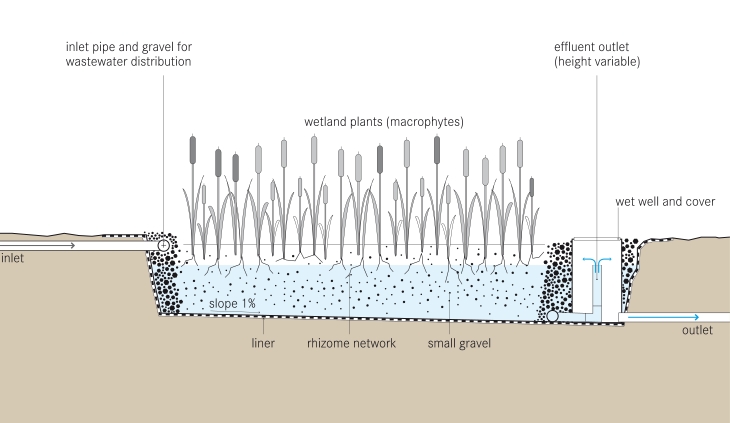 inlet pipe and gravel for
wastewater distribution
effluent outlet
(height variable)
wetland plants (macrophytes)
wet well and cover
inlet
slope 1%
outlet
liner
rhizome network
small gravel